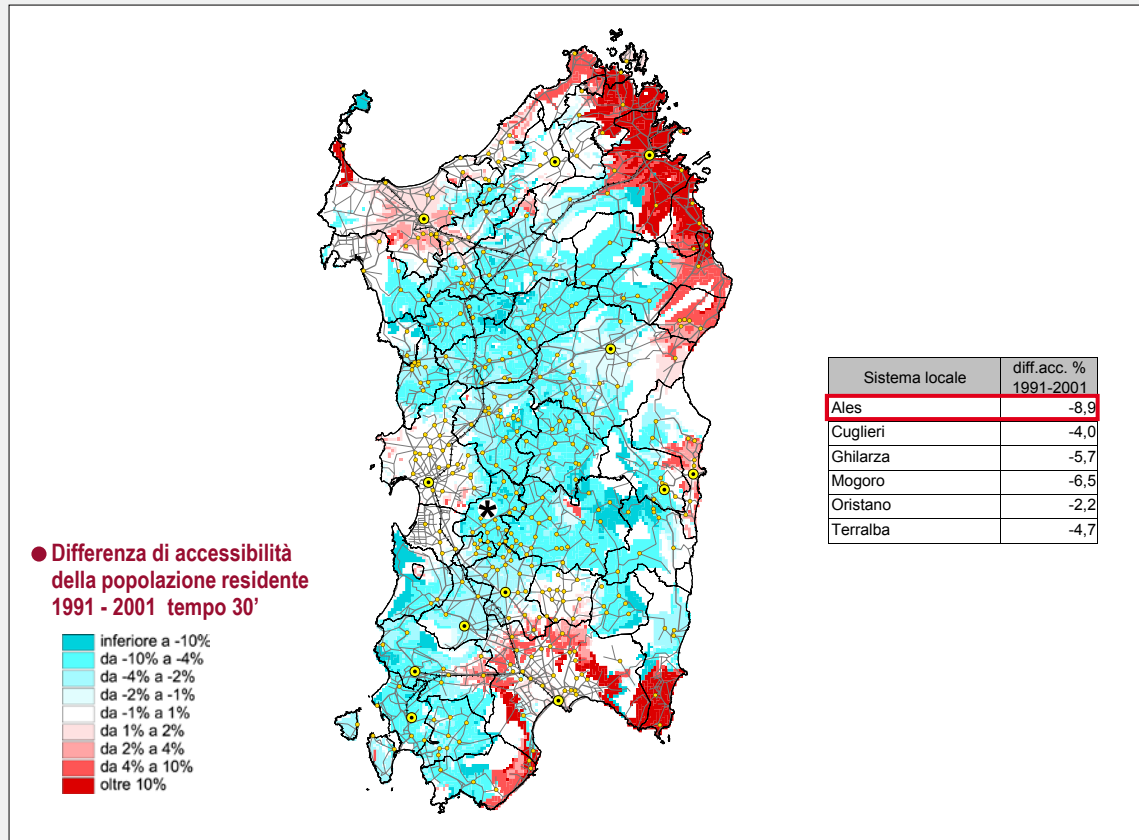 Sistema locale diff.acc. % 1991-2001
Ales -8,9
Cuglieri -4,0
Ghilarza -5,7
Mogoro -6,5
Oristano -2,2
Terralba -4,7
*
Differenza di accessibilità
della popolazione residente
1991 - 2001 tempo 30'
inferiore a -10%
da -10% a -4%
da -4% a -2%
da -2% a -1%
da -1% a 1%
da 1% a 2%
da 2% a 4%
da 4% a 10%
oltre 10%